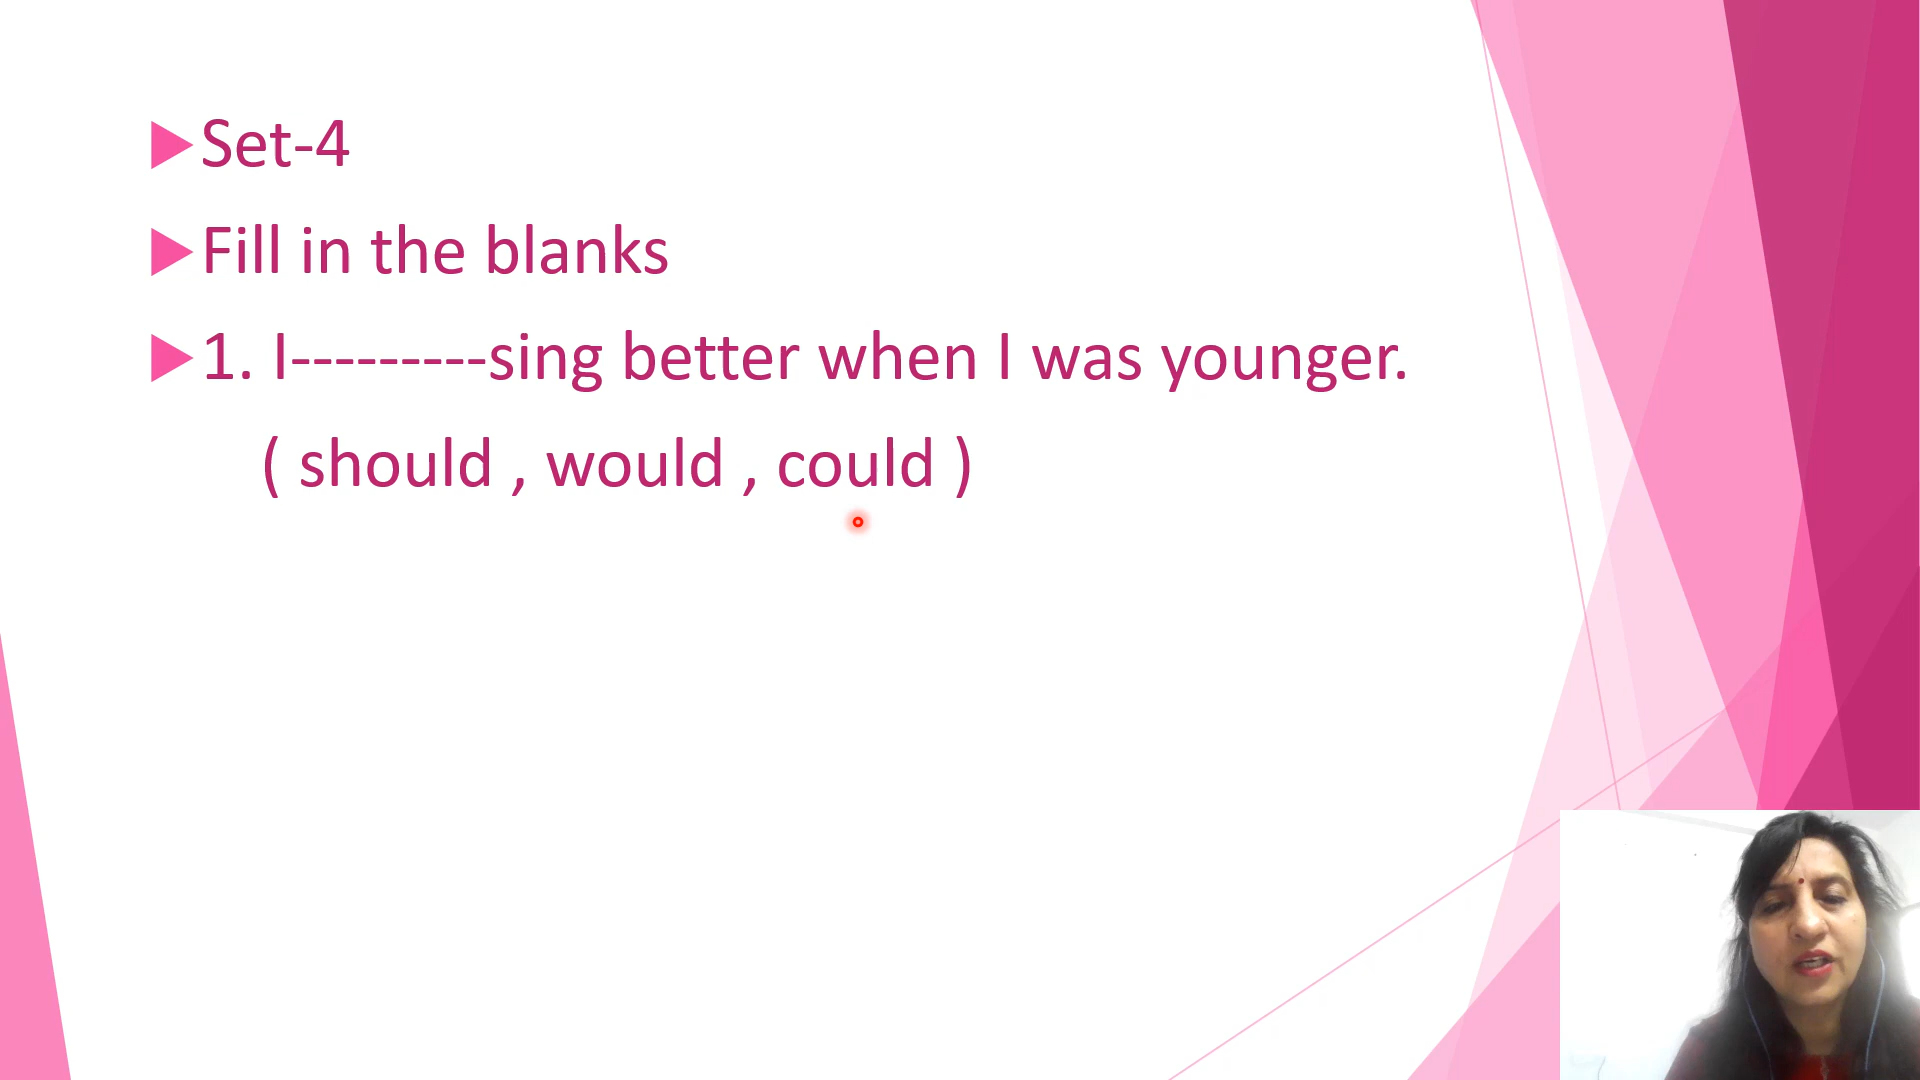 Set-4
Fill in the blanks
1. I---------sing better when I was younger.
( should , would , could )